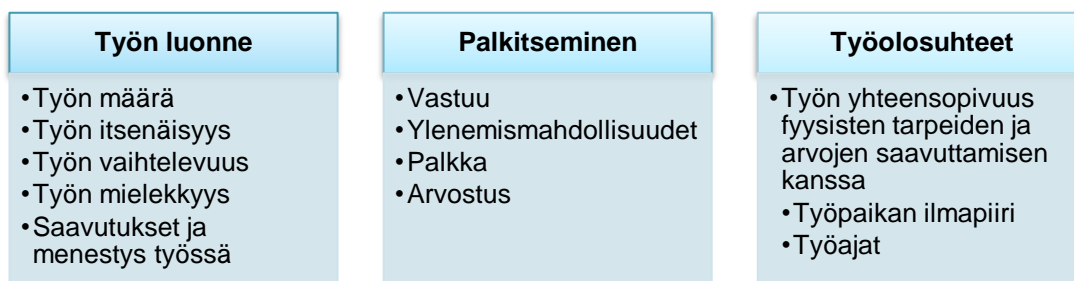 Työn luonne
•Työn määrä
•Työn itsenäisyys
•Työn vaihtelevuus
•Työn mielekkyys
•Saavutukset ja
menestys työssä
Palkitseminen
•Vastuu
•Ylenemismahdollisuudet
•Palkka
•Arvostus
Työolosuhteet
•Työn yhteensopivuus
fyysisten tarpeiden ja
arvojen saavuttamisen
kanssa
•Työpaikan ilmapiiri
•Työajat